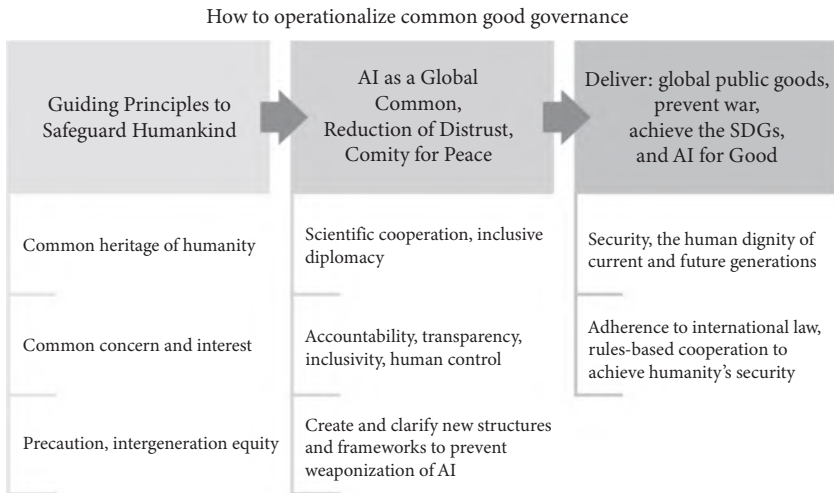 How to operationalize common good governance
Guiding Principles to
Safeguard Humankind
Common heritage of humanity
Common concern and interest
Precaution, intergeneration equity
AI as a Global
Common,
Reduction of Distrust,
Comity for Peace
Scientific cooperation, inclusive
diplomacy
Accountability, transparency,
inclusivity, human control
Create and clarify new structures
and frameworks to prevent
weaponization of AI
Deliver: global public goods,
prevent war,
achieve the SDGs,
and AI for Good
Security, the human dignity of
current and future generations
Adherence to international law,
rules-based cooperation to
achieve humanity’s security